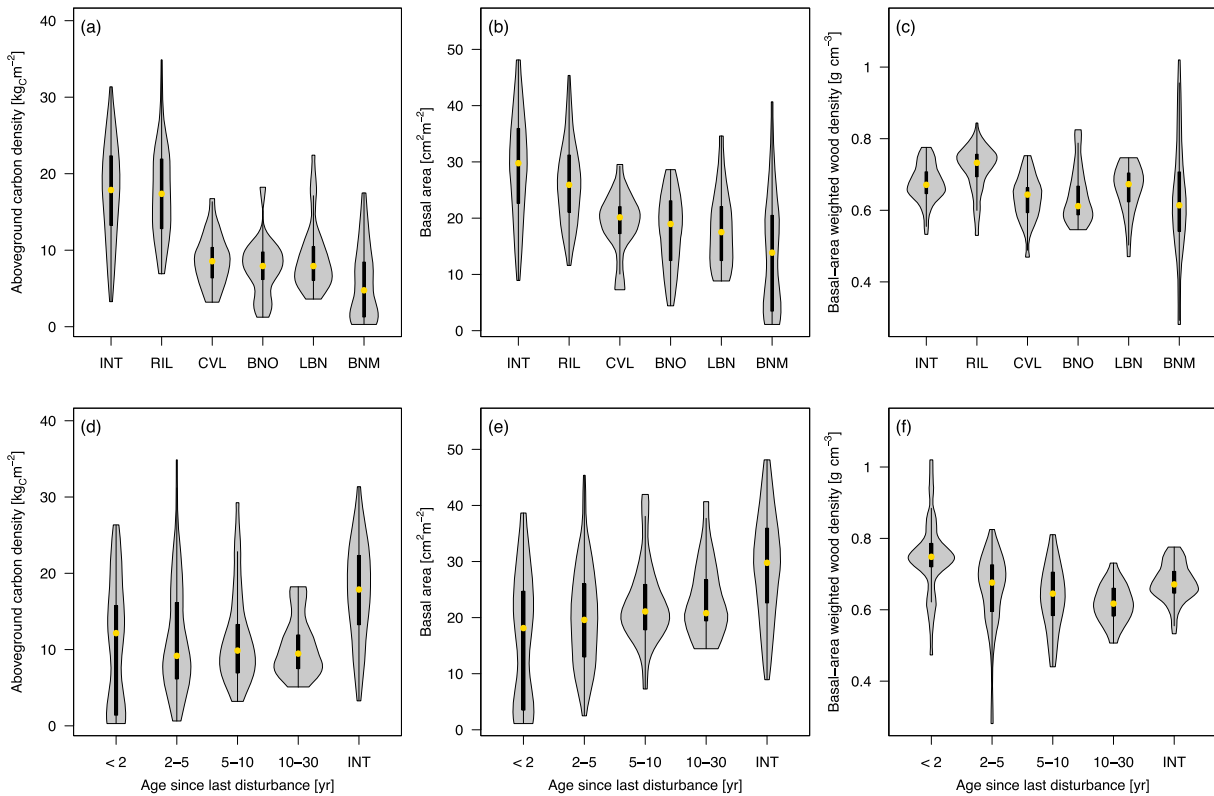 (a)
Aboveground carbon density [kg_C m⁻²]
40
30
20
10
0
INT RIL CVL BNO LBN BNM
(b)
Basal area [cm²m⁻²]
50
40
30
20
10
0
INT RIL CVL BNO LBN BNM
(c)
Basal−area weighted wood density [g cm⁻³]
1
0.8
0.6
0.4
INT RIL CVL BNO LBN BNM
(d)
Aboveground carbon density [kg_C m⁻²]
40
30
20
10
0
< 2 2−5 5−10 10−30 INT
Age since last disturbance [yr]
(e)
Basal area [cm²m⁻²]
50
40
30
20
10
0
< 2 2−5 5−10 10−30 INT
Age since last disturbance [yr]
(f)
Basal−area weighted wood density [g cm⁻³]
1
0.8
0.6
0.4
< 2 2−5 5−10 10−30 INT
Age since last disturbance [yr]